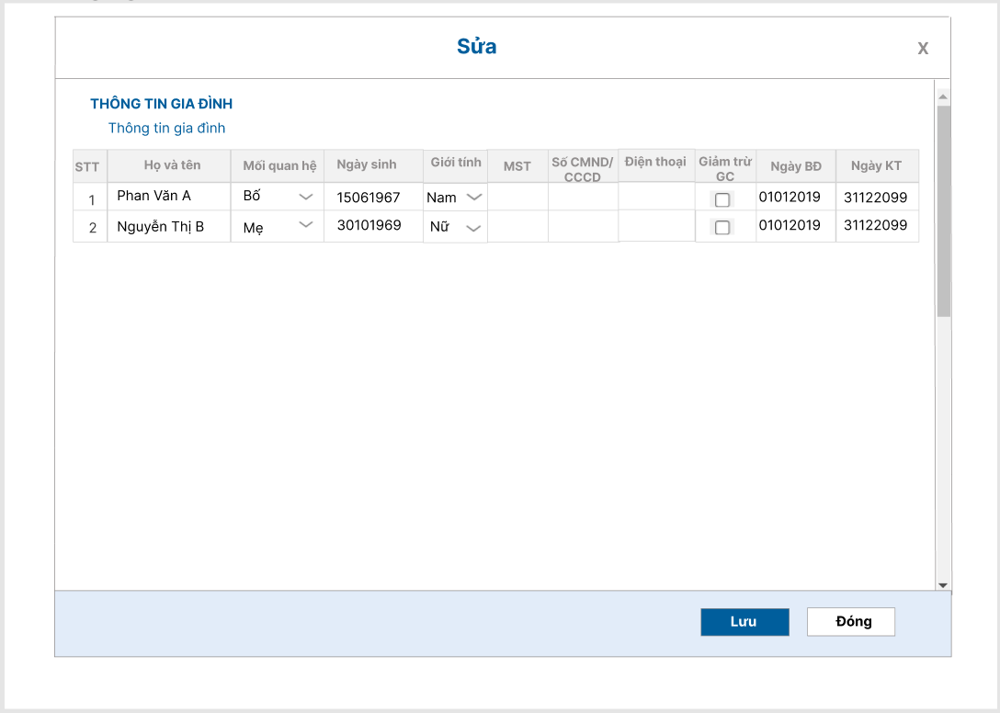 Sửa
X
THÔNG TIN GIA ĐÌNH
Thông tin gia đình
STT Họ và tên Mối quan hệ Ngày sinh Giới tính MST Số CMND/ CCCD Điện thoại Giảm trừ GC Ngày BĐ Ngày KT
1 Phan Văn A Bố 15061967 Nam 01012019 31122099
2 Nguyễn Thị B Mẹ 30101969 Nữ 01012019 31122099
Lưu Đóng